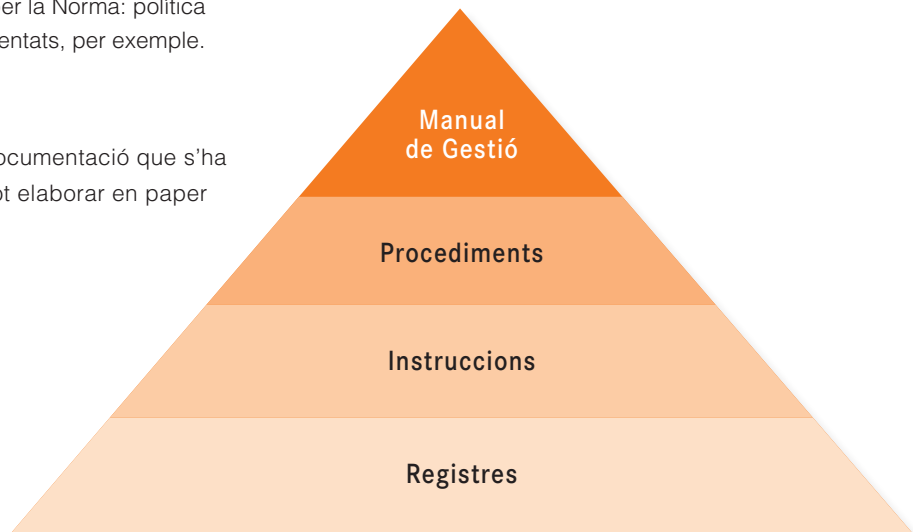 per la Norma: política
entats, per exemple.
ocumentació que s’ha
ot elaborar en paper
Manual
de Gestió
Procediments
Instruccions
Registres